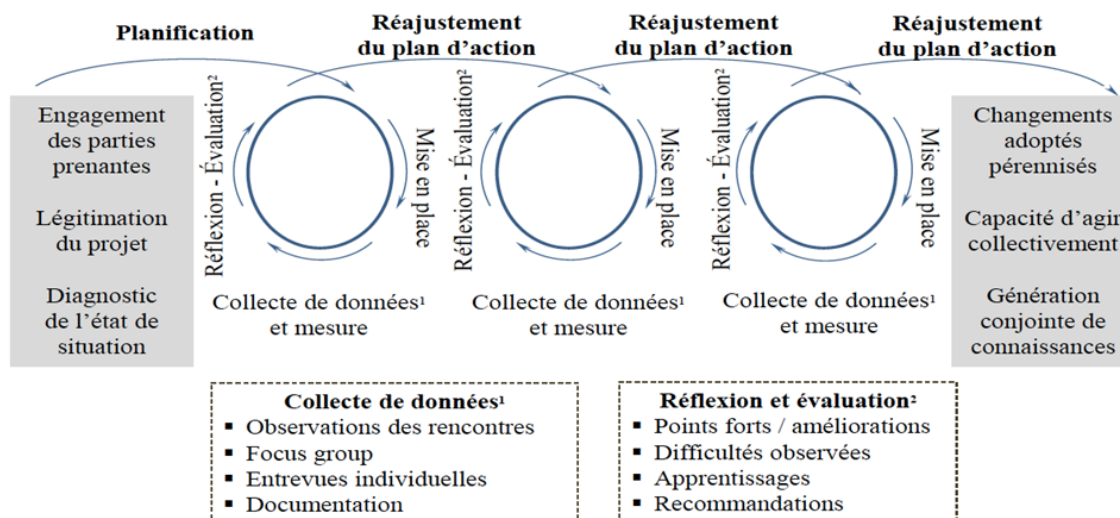 Planification
Réajustement
du plan d’action
Réajustement
du plan d’action
Réajustement
du plan d’action
Engagement
des parties
prenantes
Légitimation
du projet
Diagnostic
de l’état de
situation
Réflexion - Évaluation²
Mise en place
Collecte de données¹
et mesure
Réflexion - Évaluation²
Mise en place
Collecte de données¹
et mesure
Réflexion - Évaluation²
Mise en place
Collecte de données¹
et mesure
Changements
adoptés
pérennisés
Capacité d’agir
collectivement
Génération
conjointe de
connaissances
Collecte de données¹
▪ Observations des rencontres
▪ Focus group
▪ Entrevues individuelles
▪ Documentation
Réflexion et évaluation²
▪ Points forts / améliorations
▪ Difficultés observées
▪ Apprentissages
▪ Recommandations